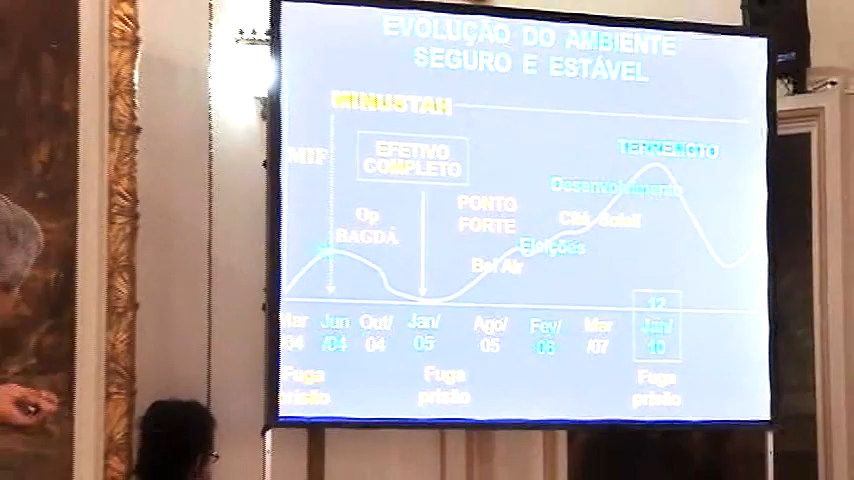 EVOLUÇÃO DO AMBIENTE
SEGURO E ESTÁVEL
MINUSTAH
MIF
EFETIVO
COMPLETO
TERREMOTO
Desenvolvimento
Op
BAGDÁ
PONTO
FORTE
Cité Soleil
Eleições
Bel Air
Mar
/04
Jun
/04
Out/
04
Jan/
05
Ago/
05
Fev/
06
Mar
/07
12
Jan/
10
Fuga
prisão
Fuga
prisão
Fuga
prisão